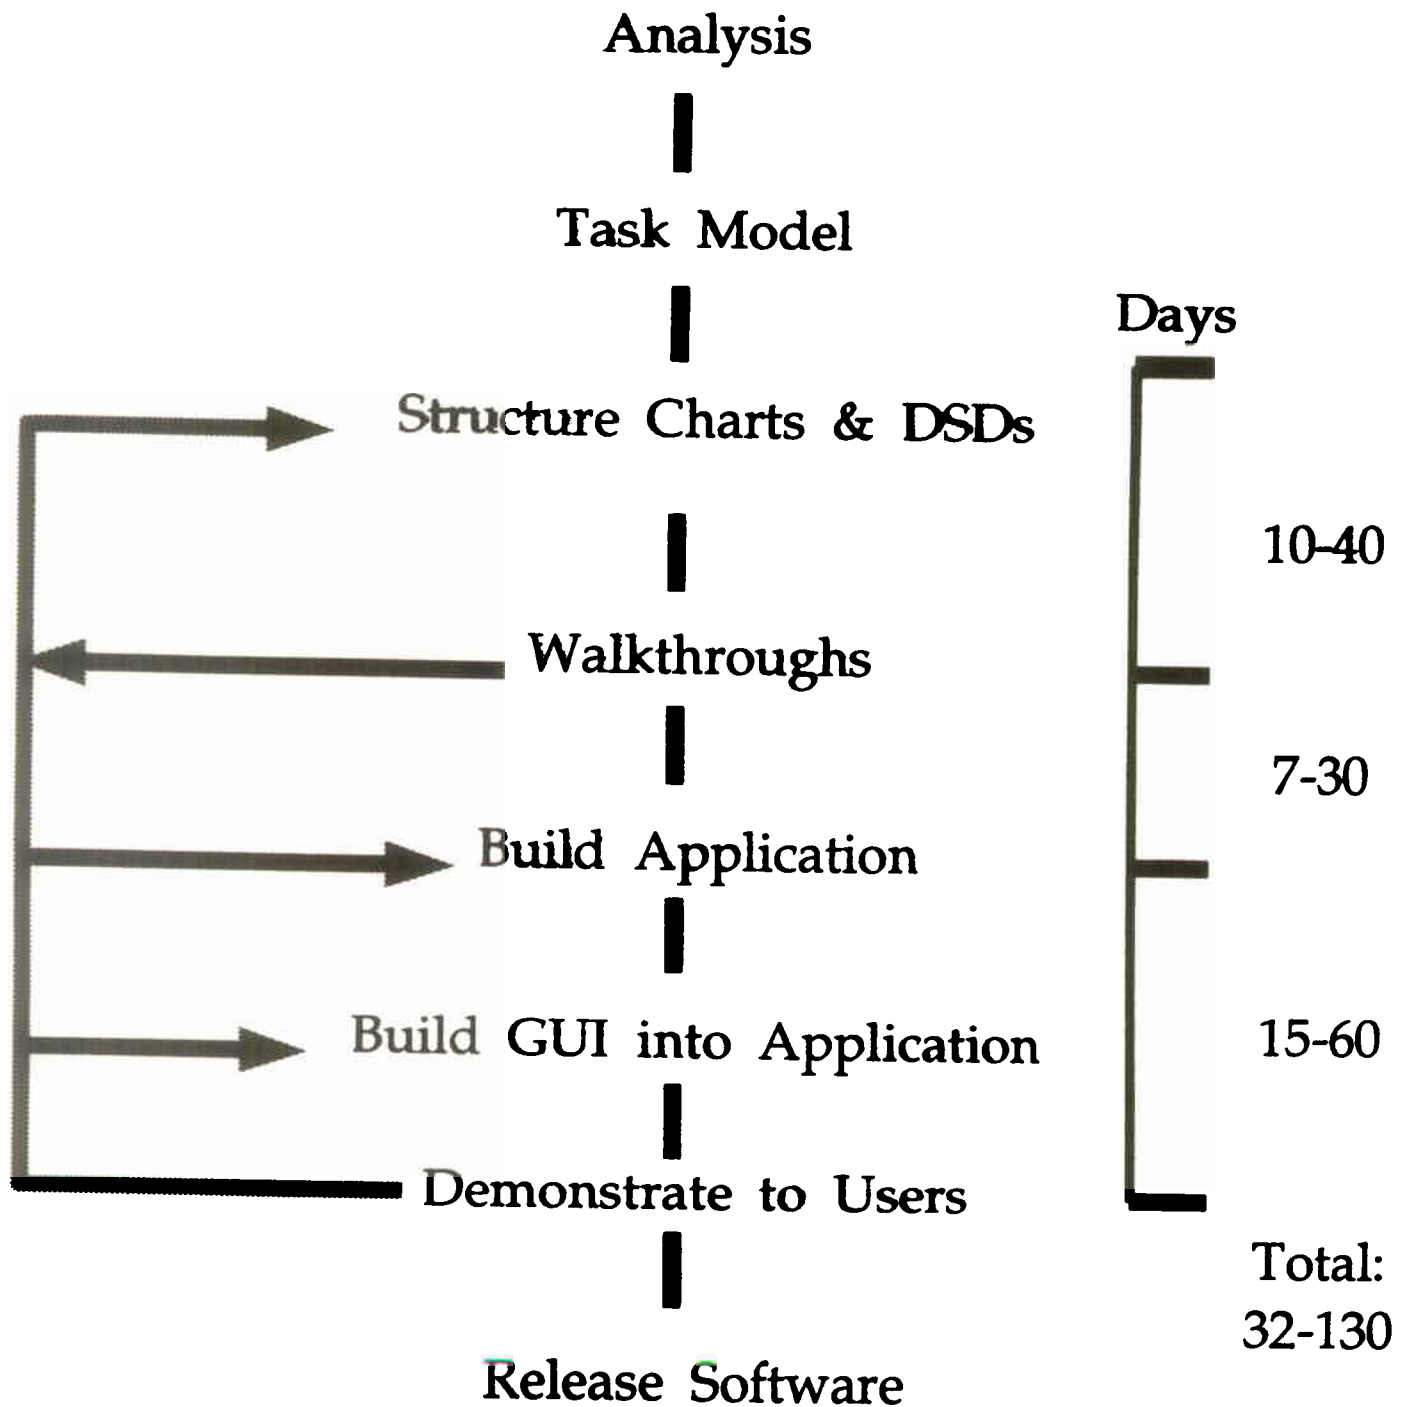 Analysis
Task Model
Days
Structure Charts & DSDs
10-40
Walkthroughs
7-30
Build Application
Build GUI into Application
15-60
Demonstrate to Users
Total:
32-130
Release Software